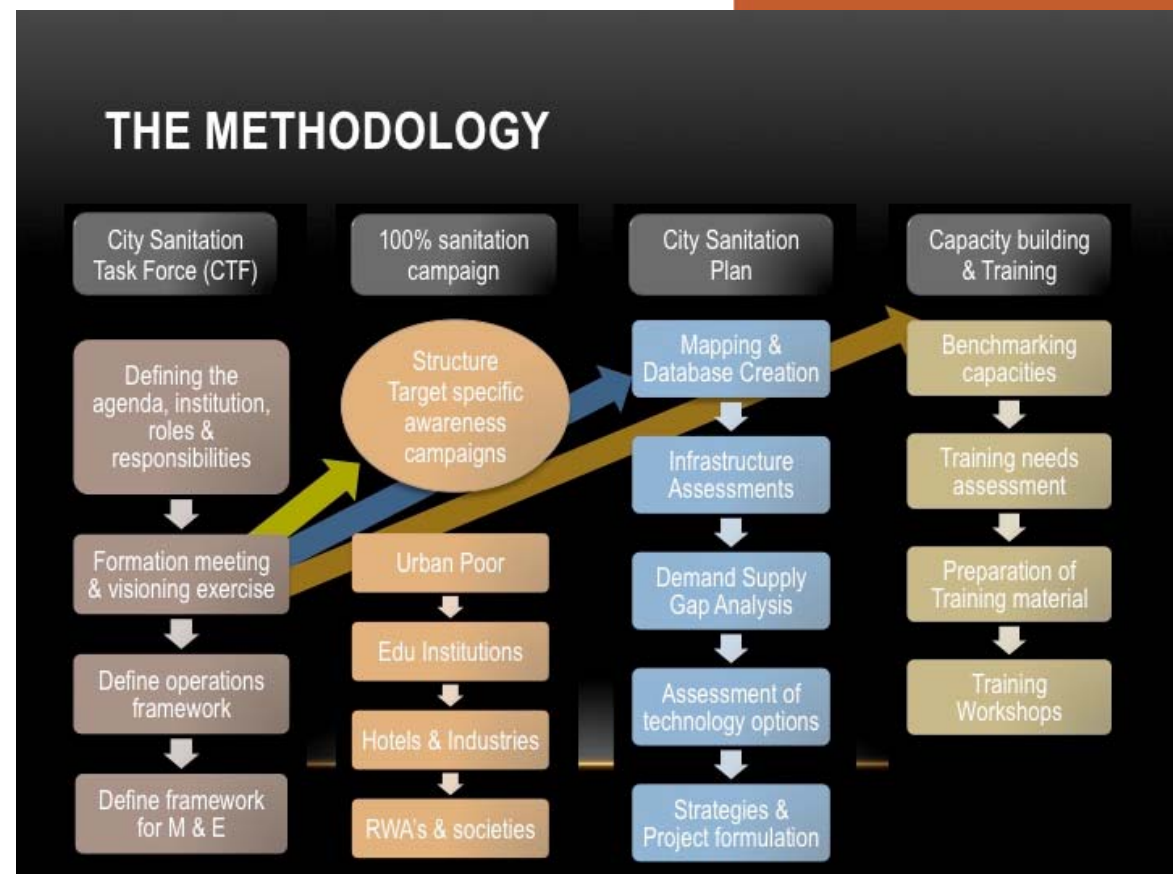 THE METHODOLOGY
City Sanitation
Task Force (CTF)
Defining the
agenda, institution,
roles &
responsibilities
Formation meeting
& visioning exercise
Define operations
framework
Define framework
for M & E
100% sanitation
campaign
Structure
Target specific
awareness
campaigns
Urban Poor
Edu Institutions
Hotels & Industries
RWA's & societies
City Sanitation
Plan
Mapping &
Database Creation
Infrastructure
Assessments
Demand Supply
Gap Analysis
Assessment of
technology options
Strategies &
Project formulation
Capacity building
& Training
Benchmarking
capacities
Training needs
assessment
Preparation of
Training material
Training
Workshops